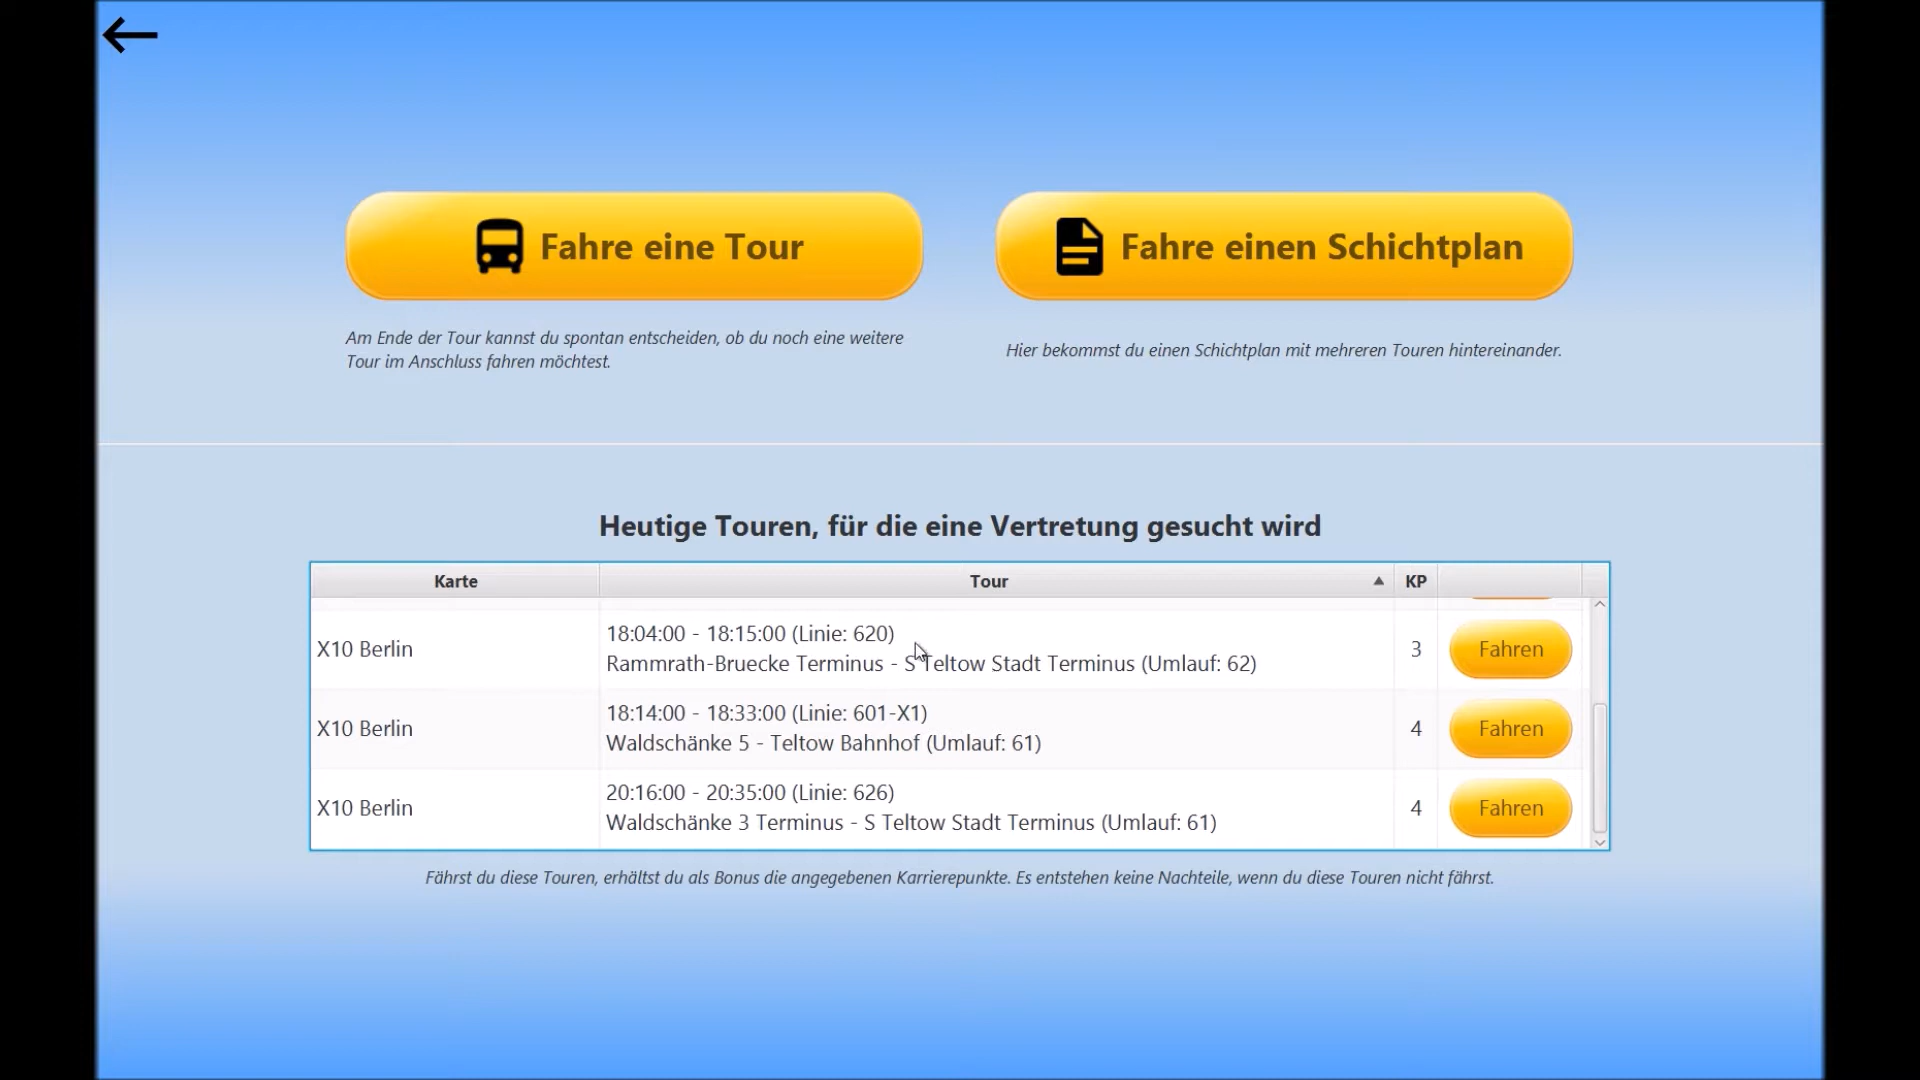 Fahre eine Tour
Fahre einen Schichtplan
Am Ende der Tour kannst du spontan entscheiden, ob du noch eine weitere
Tour im Anschluss fahren möchtest.
Hier bekommst du einen Schichtplan mit mehreren Touren hintereinander.
Heutige Touren, für die eine Vertretung gesucht wird
Karte Tour KP
X10 Berlin
18:04:00 - 18:15:00 (Linie: 620)
Rammrath-Bruecke Terminus - S Teltow Stadt Terminus (Umlauf: 62)
3
Fahren
X10 Berlin
18:14:00 - 18:33:00 (Linie: 601-X1)
Waldschänke 5 - Teltow Bahnhof (Umlauf: 61)
4
Fahren
X10 Berlin
20:16:00 - 20:35:00 (Linie: 626)
Waldschänke 3 Terminus - S Teltow Stadt Terminus (Umlauf: 61)
4
Fahren
Fährst du diese Touren, erhältst du als Bonus die angegebenen Karrierepunkte. Es entstehen keine Nachteile, wenn du diese Touren nicht fährst.